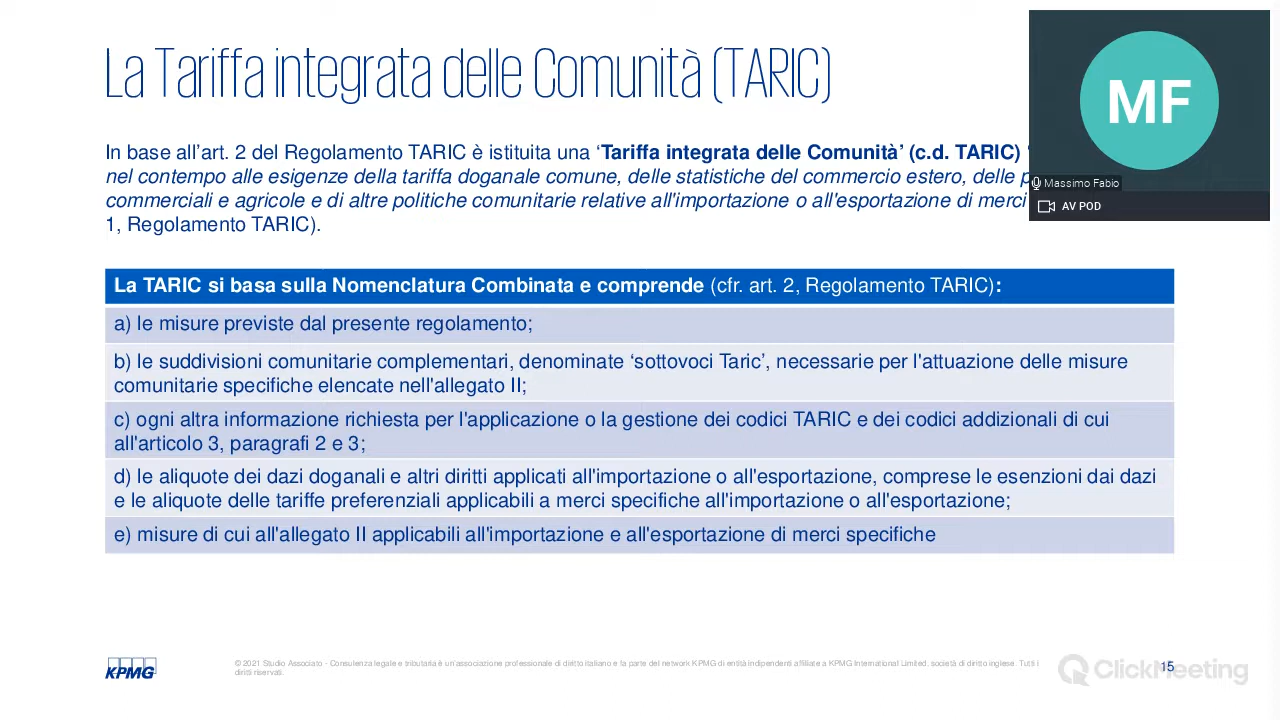 La Tariffa integrata delle Comunità (TARIC)
MF
In base all'art. 2 del Regolamento TARIC è istituita una ‘Tariffa integrata delle Comunità’ (c.d. TARIC)
nel contempo alle esigenze della tariffa doganale comune, delle statistiche del commercio estero, delle
Massimo Fabio
commerciali e agricole e di altre politiche comunitarie relative all'importazione o all'esportazione di merci
AV POD
1, Regolamento TARIC).
La TARIC si basa sulla Nomenclatura Combinata e comprende (cfr. art. 2, Regolamento TARIC):
a) le misure previste dal presente regolamento;
b) le suddivisioni comunitarie complementari, denominate ‘sottovoci Taric’, necessarie per l'attuazione delle misure
comunitarie specifiche elencate nell'allegato II;
c) ogni altra informazione richiesta per l'applicazione o la gestione dei codici TARIC e dei codici addizionali di cui
all'articolo 3, paragrafi 2 e 3;
d) le aliquote dei dazi doganali e altri diritti applicati all'importazione o all'esportazione, comprese le esenzioni dai dazi
e le aliquote delle tariffe preferenziali applicabili a merci specifiche all'importazione o all'esportazione;
e) misure di cui all'allegato II applicabili all'importazione e all'esportazione di merci specifiche
KPMG
© 2021 Studio Associato - Consulenza legale e tributaria è un'associazione professionale di diritto italiano e fa parte del network KPMG di entità indipendenti affiliate a KPMG International Limited, società di diritto inglese. Tutti i
diritti riservati.
ClickMeeting
15